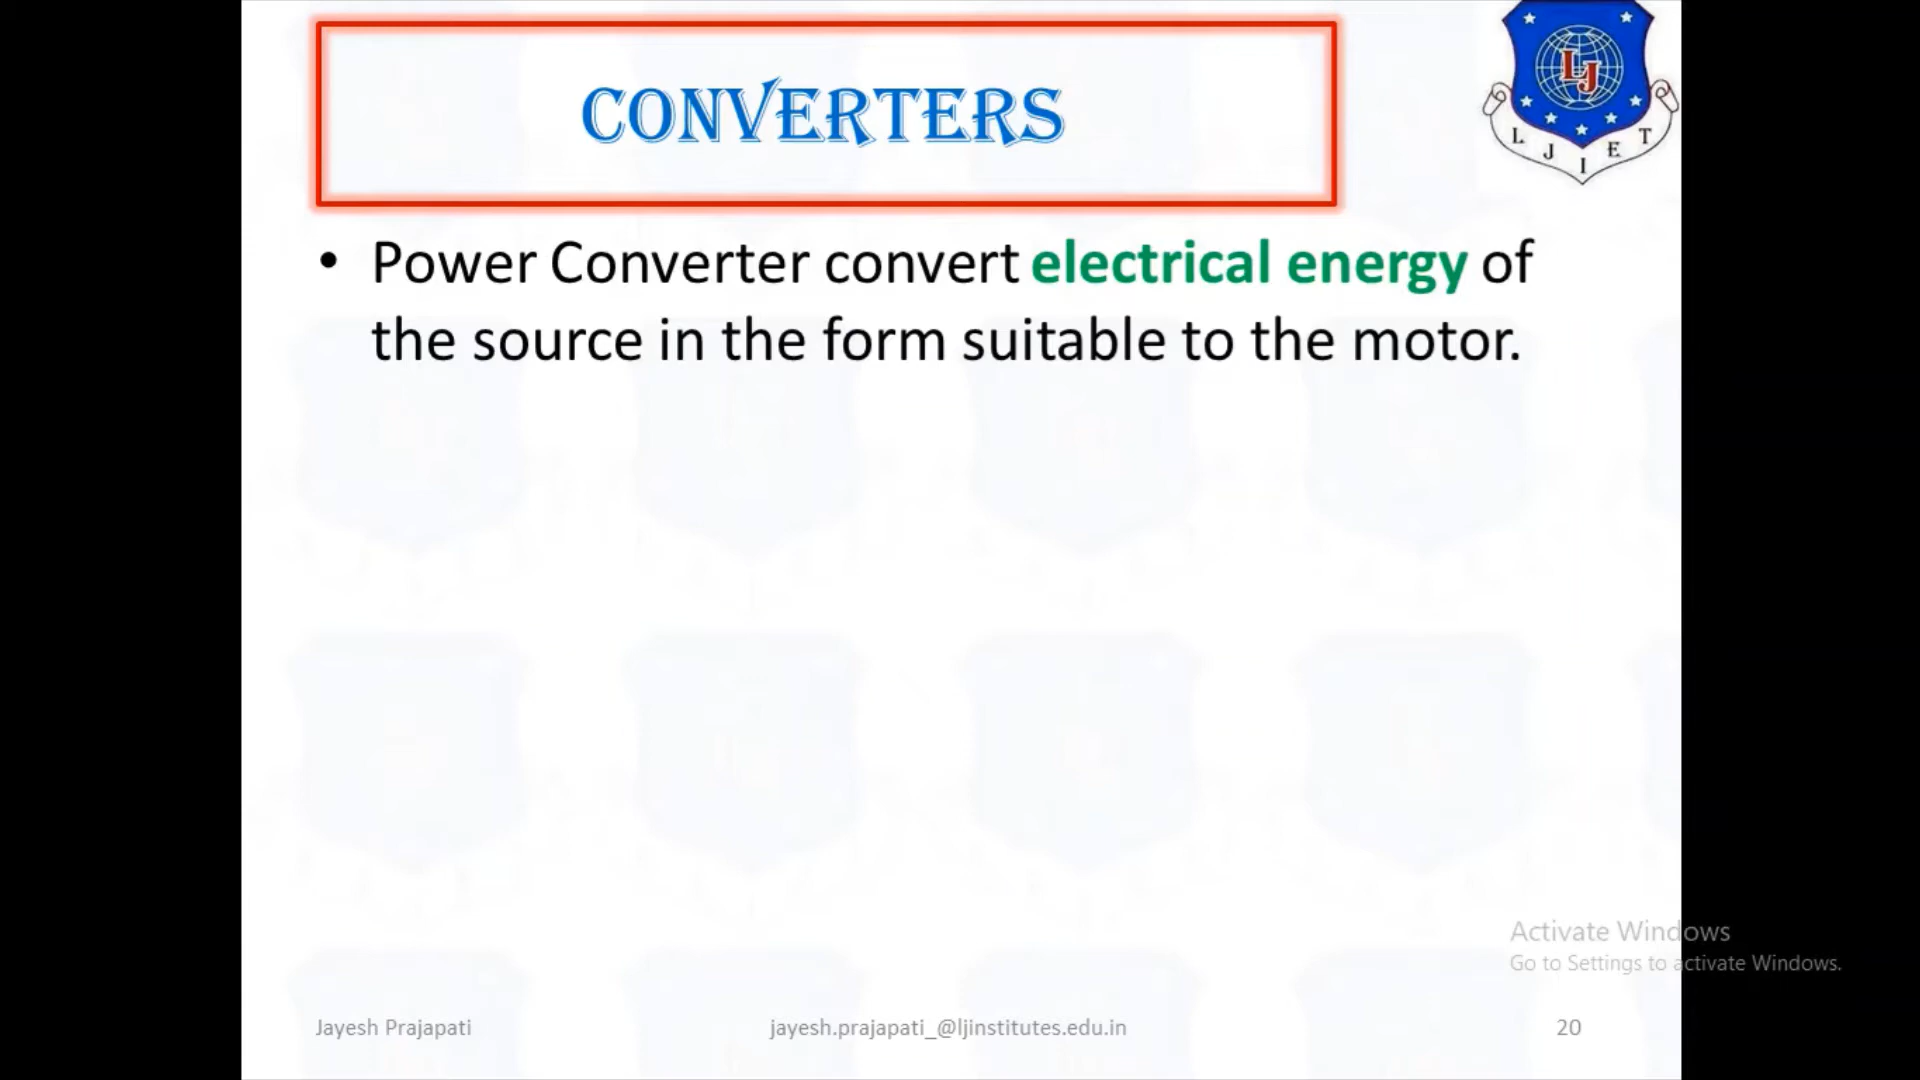 CONVERTERS
LJ
L J I E T
• Power Converter convert electrical energy of
the source in the form suitable to the motor.
Activate Windows
Go to Settings to activate Windows.
Jayesh Prajapati
jayesh.prajapati_@ljinstitutes.edu.in
20